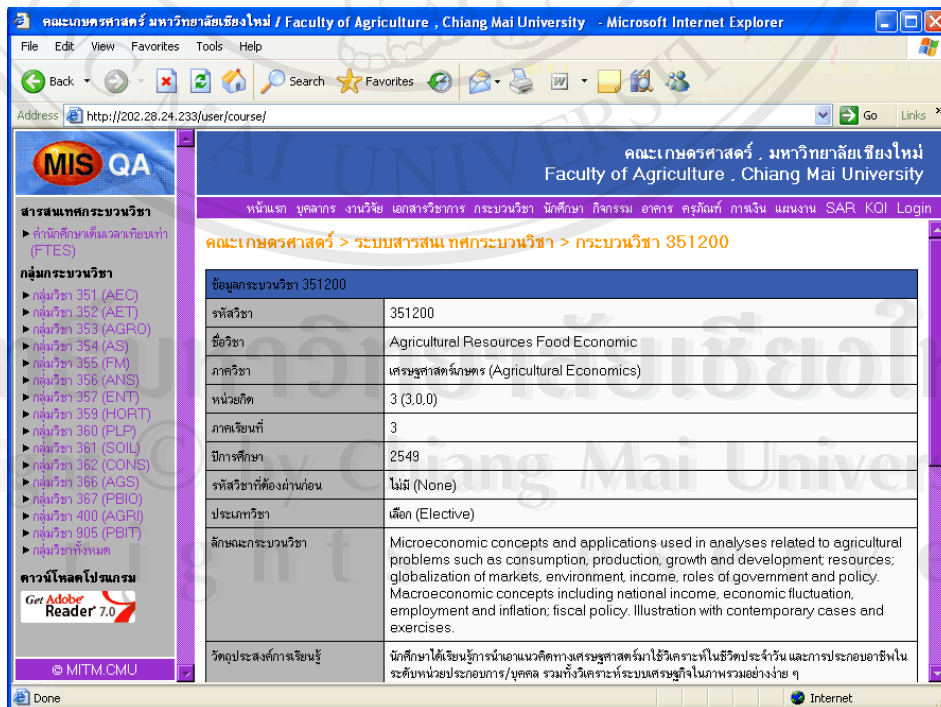 คณะเกษตรศาสตร์ มหาวิทยาลัยเชียงใหม่ / Faculty of Agriculture , Chiang Mai University - Microsoft Internet Explorer
File Edit View Favorites Tools Help
Back Search Favorites
Address http://202.28.24.233/user/course/ Go Links
MIS QA
คณะเกษตรศาสตร์ , มหาวิทยาลัยเชียงใหม่
Faculty of Agriculture , Chiang Mai University
หน้าแรก บุคลากร งานวิจัย เอกสารวิชาการ กระบวนวิชา นักศึกษา กิจกรรม อาคาร ครุภัณฑ์ การเงิน แผนงาน SAR KQI Login
สารสนเทศกระบวนวิชา
ค่านักศึกษาเต็มเวลาเทียบเท่า
(FTES)
กลุ่มกระบวนวิชา
กลุ่มวิชา 351 (AEC)
กลุ่มวิชา 352 (AET)
กลุ่มวิชา 353 (AGRO)
กลุ่มวิชา 354 (AS)
กลุ่มวิชา 355 (FM)
กลุ่มวิชา 356 (ANS)
กลุ่มวิชา 357 (ENT)
กลุ่มวิชา 359 (HORT)
กลุ่มวิชา 360 (PLP)
กลุ่มวิชา 361 (SOIL)
กลุ่มวิชา 362 (CONS)
กลุ่มวิชา 366 (AGS)
กลุ่มวิชา 367 (PBIO)
กลุ่มวิชา 400 (AGRI)
กลุ่มวิชา 905 (PBIT)
กลุ่มวิชาทั้งหมด
ดาวน์โหลดโปรแกรม
Get Adobe
Reader 7.0
© MITM.CMU
คณะเกษตรศาสตร์ > ระบบสารสนเทศกระบวนวิชา > กระบวนวิชา 351200
ข้อมูลกระบวนวิชา 351200
รหัสวิชา 351200
ชื่อวิชา Agricultural Resources Food Economic
ภาควิชา เศรษฐศาสตร์เกษตร (Agricultural Economics)
หน่วยกิต 3 (3,0,0)
ภาคเรียนที่ 3
ปีการศึกษา 2549
รหัสวิชาที่ต้องผ่านก่อน ไม่มี (None)
ประเภทวิชา เลือก (Elective)
ลักษณะกระบวนวิชา Microeconomic concepts and applications used in analyses related to agricultural
problems such as consumption, production, growth and development; resources;
globalization of markets, environment, income, roles of government and policy.
Macroeconomic concepts including national income, economic fluctuation,
employment and inflation; fiscal policy. Illustration with contemporary cases and
exercises.
วัตถุประสงค์การเรียนรู้ นักศึกษาได้เรียนรู้การนำเอาแนวคิดทางเศรษฐศาสตร์มาใช้วิเคราะห์ในชีวิตประจำวัน และการประกอบอาชีพใน
ระดับหน่วยประกอบการ/บุคคล รวมทั้งวิเคราะห์ระบบเศรษฐกิจในภาพรวมอย่างง่าย ๆ
Done Internet